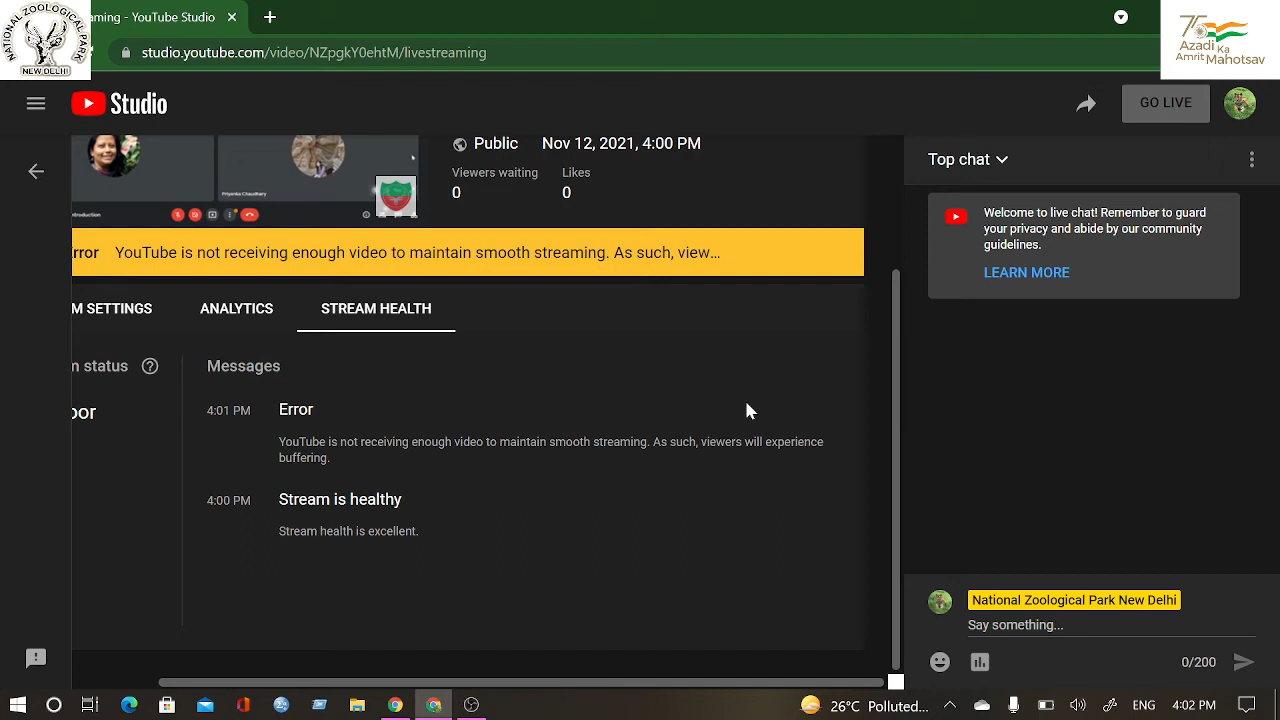 NATIONAL ZOOLOGICAL PARK
NEW DELHI
aming - YouTube Studio
studio.youtube.com/video/NZpgkY0ehtM/livestreaming
75
Azadi Ka
Amrit Mahotsav
Studio
GO LIVE
Public Nov 12, 2021, 4:00 PM
Viewers waiting Likes
0 0
Priyanka Chaudhary
ntroduction
Top chat
Welcome to live chat! Remember to guard
your privacy and abide by our community
guidelines.
LEARN MORE
rror YouTube is not receiving enough video to maintain smooth streaming. As such, view…
M SETTINGS ANALYTICS STREAM HEALTH
m status Messages
oor
4:01 PM Error
YouTube is not receiving enough video to maintain smooth streaming. As such, viewers will experience
buffering.
4:00 PM Stream is healthy
Stream health is excellent.
National Zoological Park New Delhi
Say something...
0/200
26°C Polluted... ENG 4:02 PM